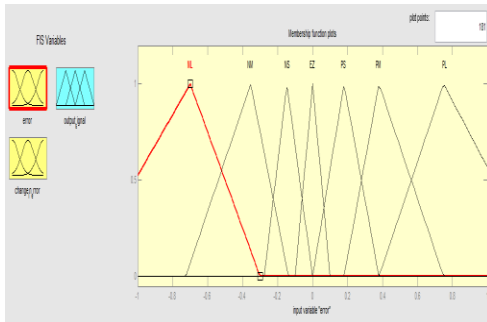 plot points:
181
FIS Variables
Membership function plots
NL NM NS EZ PS PM PL
error
output_signal
change_n_error
1
0.5
0
-1 -0.8 -0.6 -0.4 -0.2 0 0.2 0.4 0.6 0.8
input variable "error"